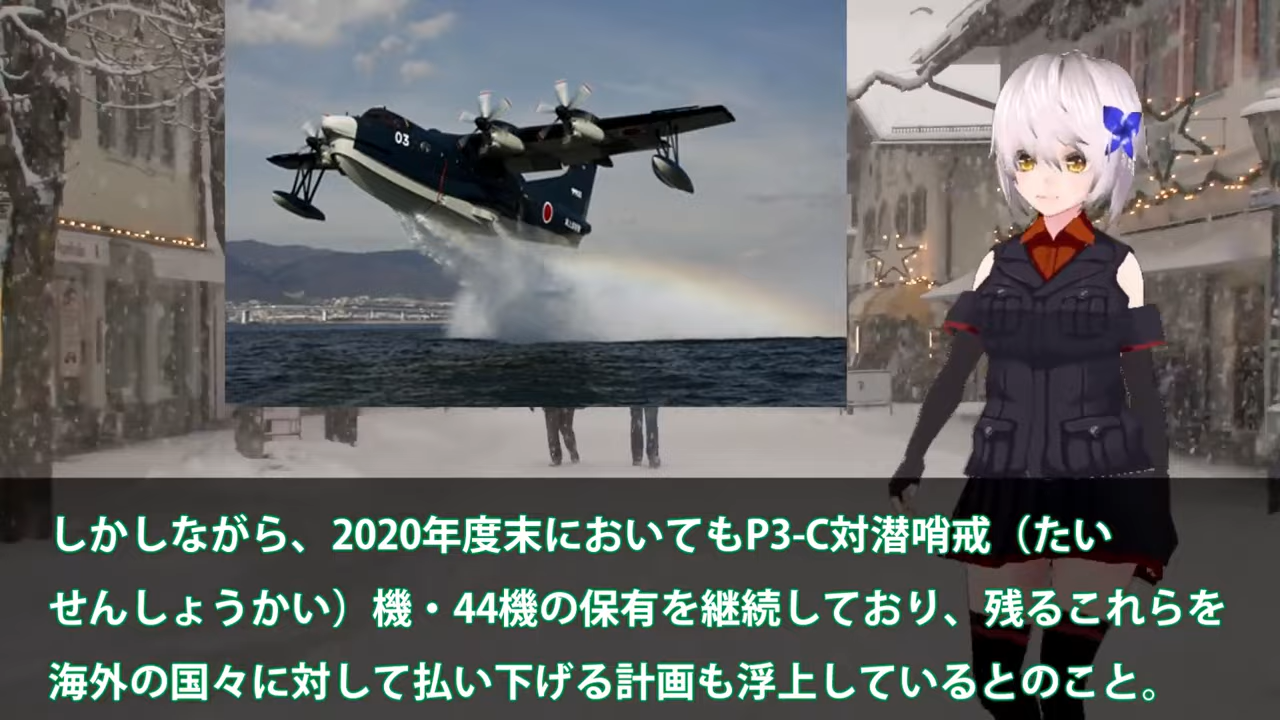 03
しかしながら、2020年度末においてもP3-C対潜哨戒（たい
せんしょうかい）機・44機の保有を継続しており、残るこれらを
海外の国々に対して払い下げる計画も浮上しているとのこと。